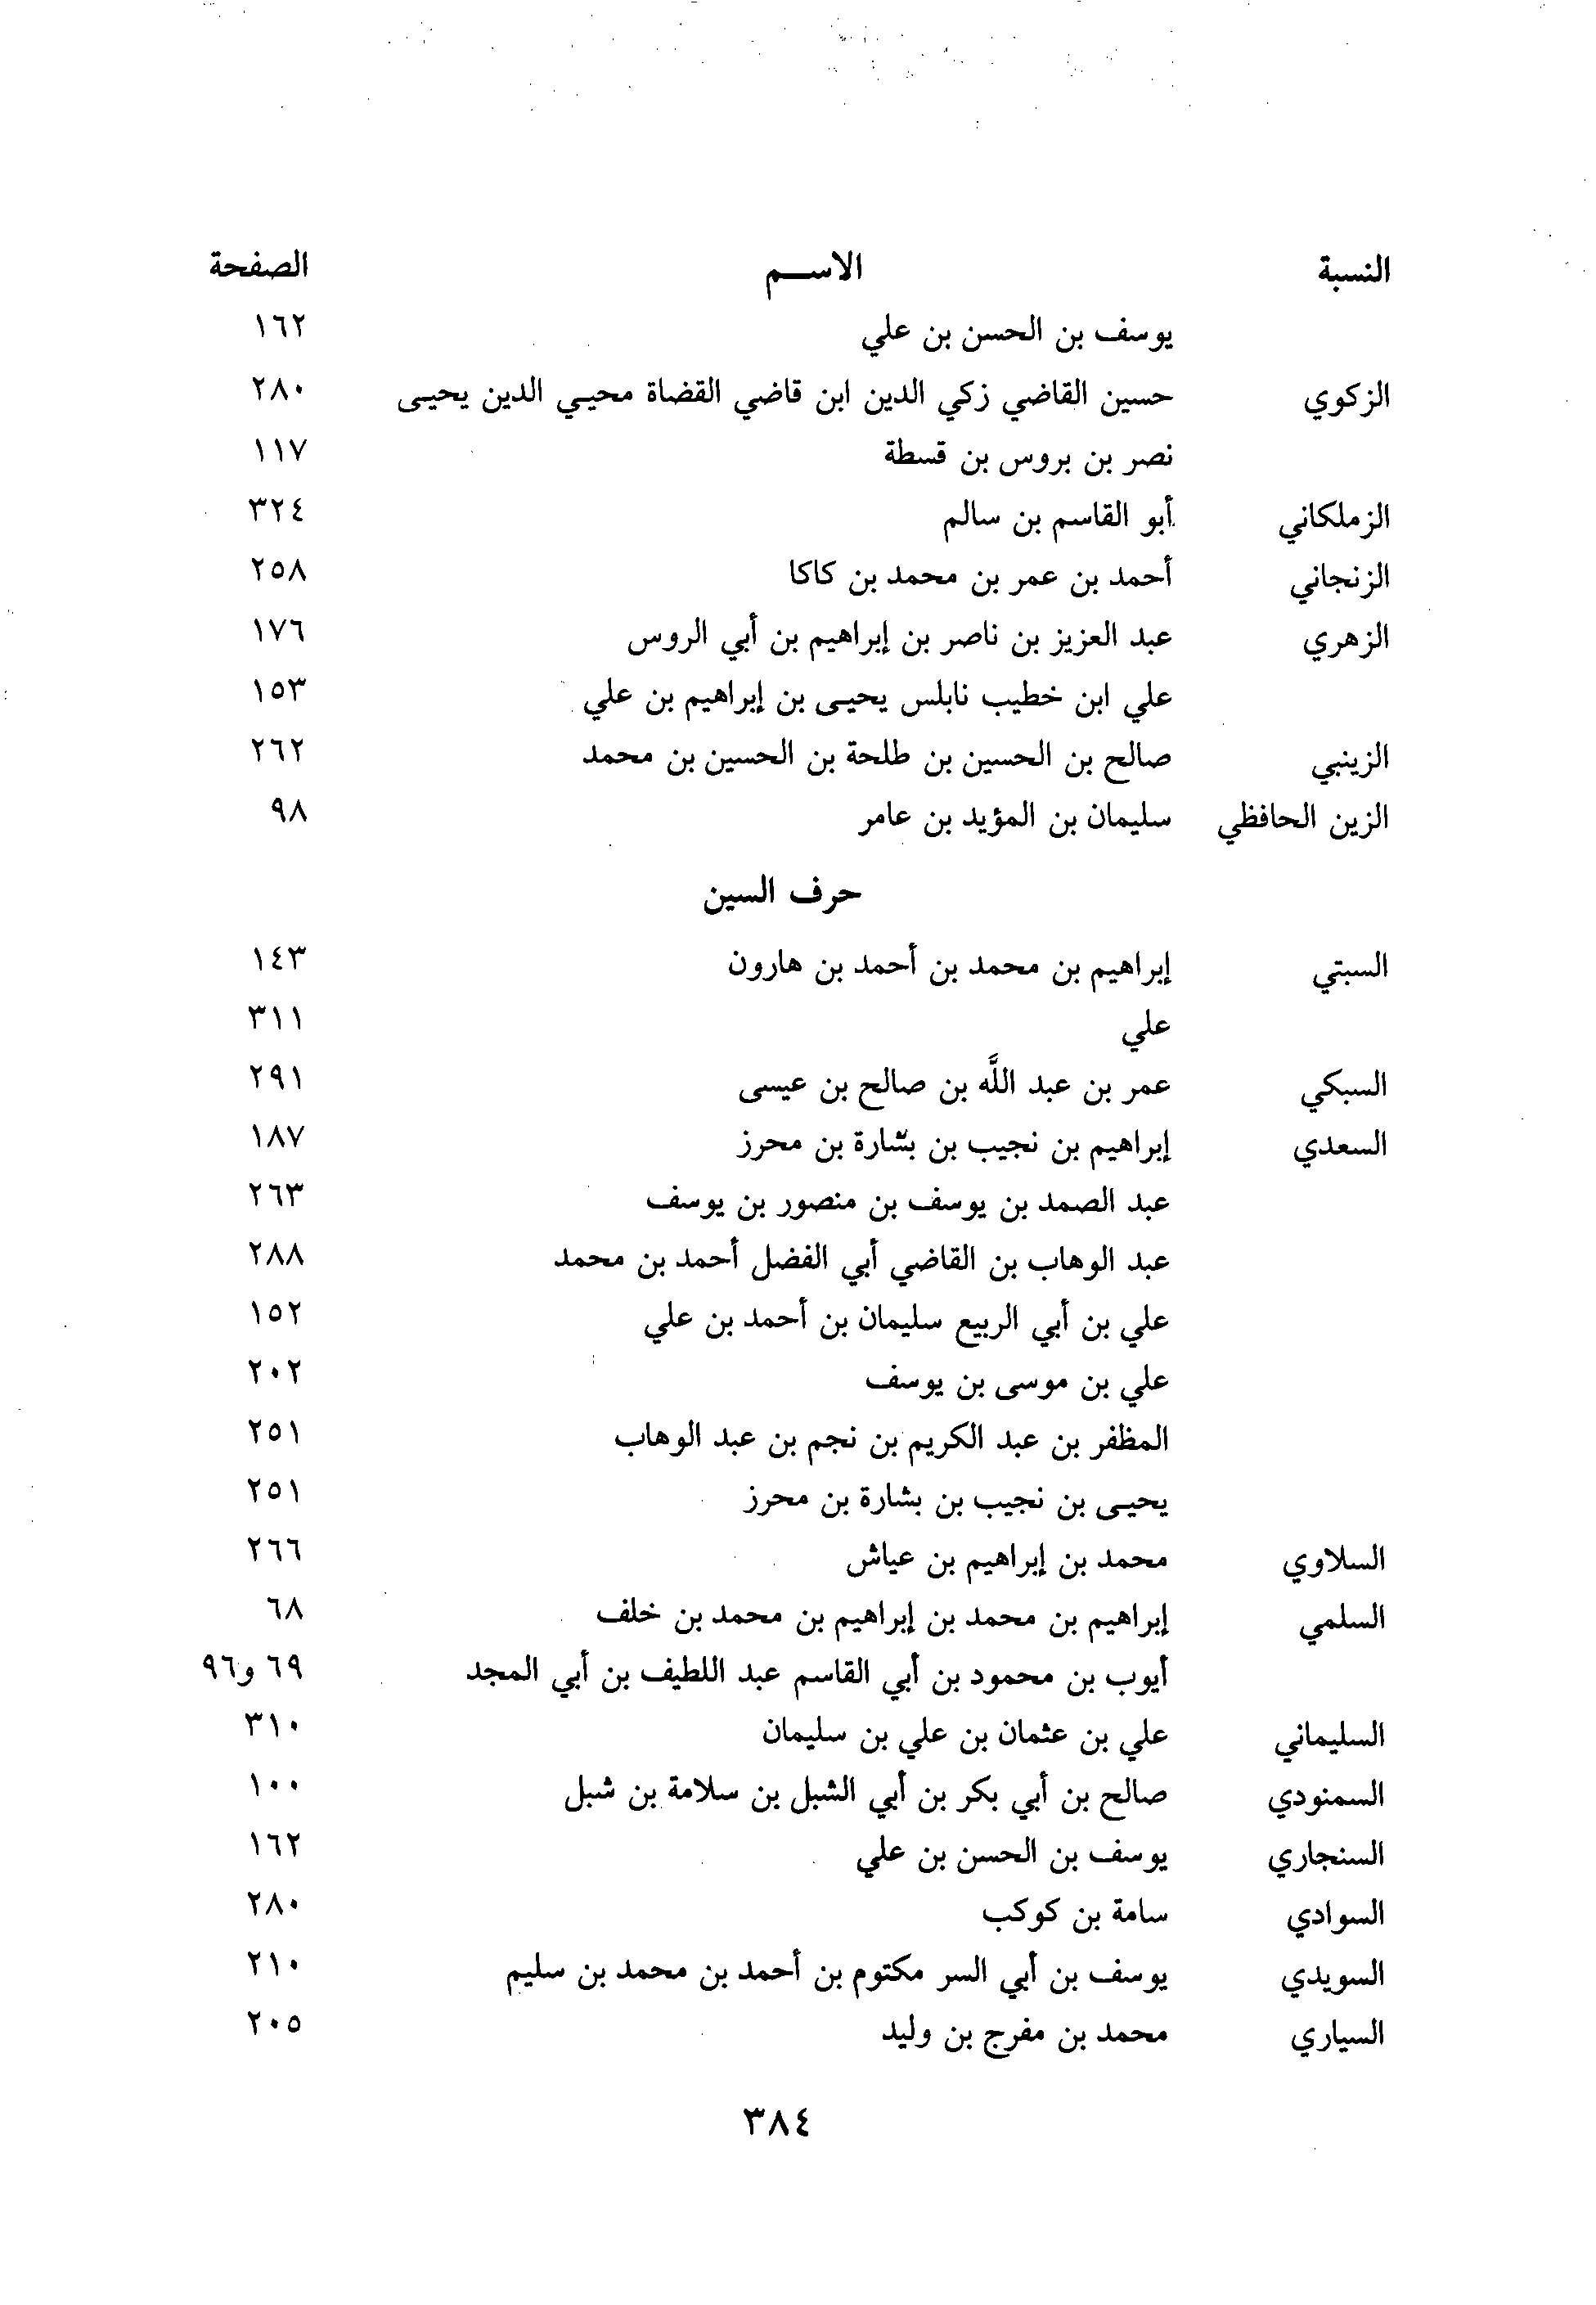 النسبة الاسم الصفحة
يوسف بن الحسن بن علي ١٦٢
الزكوي حسين القاضي زكي الدين ابن قاضي القضاة محيي الدين يحيى ٢٨٠
نصر بن بروس بن قسطة ١١٧
الزملكاني أبو القاسم بن سالم ٣٢٤
الزنجاني أحمد بن عمر بن محمد بن كاكا ٢٥٨
الزهري عبد العزيز بن ناصر بن إبراهيم بن أبي الروس ١٧٦
علي ابن خطيب نابلس يحيى بن إبراهيم بن علي ١٥٣
الزينبي صالح بن الحسين بن طلحة بن الحسين بن محمد ٢٦٢
الزين الحافظي سليمان بن المؤيد بن عامر ٩٨
حرف السين
السبتي إبراهيم بن محمد بن أحمد بن هارون ١٤٣
علي ٣١١
السبكي عمر بن عبد اللَّه بن صالح بن عيسى ٢٩١
السعدي إبراهيم بن نجيب بن بشارة بن محرز ١٨٧
عبد الصمد بن يوسف بن منصور بن يوسف ٢٦٣
عبد الوهاب بن القاضي أبي الفضل أحمد بن محمد ٢٨٨
علي بن أبي الربيع سليمان بن أحمد بن علي ١٥٢
علي بن موسى بن يوسف ٢٠٢
المظفر بن عبد الكريم بن نجم بن عبد الوهاب ٢٥١
يحيى بن نجيب بن بشارة بن محرز ٢٥١
السلاوي محمد بن إبراهيم بن عياش ٢٦٦
السلمي إبراهيم بن محمد بن إبراهيم بن محمد بن خلف ٦٨
أيوب بن محمود بن أبي القاسم عبد اللطيف بن أبي المجد ٦٩ و٩٦
السليماني علي بن عثمان بن علي بن سليمان ٣١٠
السمنودي صالح بن أبي بكر بن أبي الشبل بن سلامة بن شبل ١٠٠
السنجاري يوسف بن الحسن بن علي ١٦٢
السوادي سامة بن كوكب ٢٨٠
السويدي يوسف بن أبي السر مكتوم بن أحمد بن محمد بن سليم ٢١٠
السياري محمد بن مفرج بن وليد ٢٠٥
٣٨٤